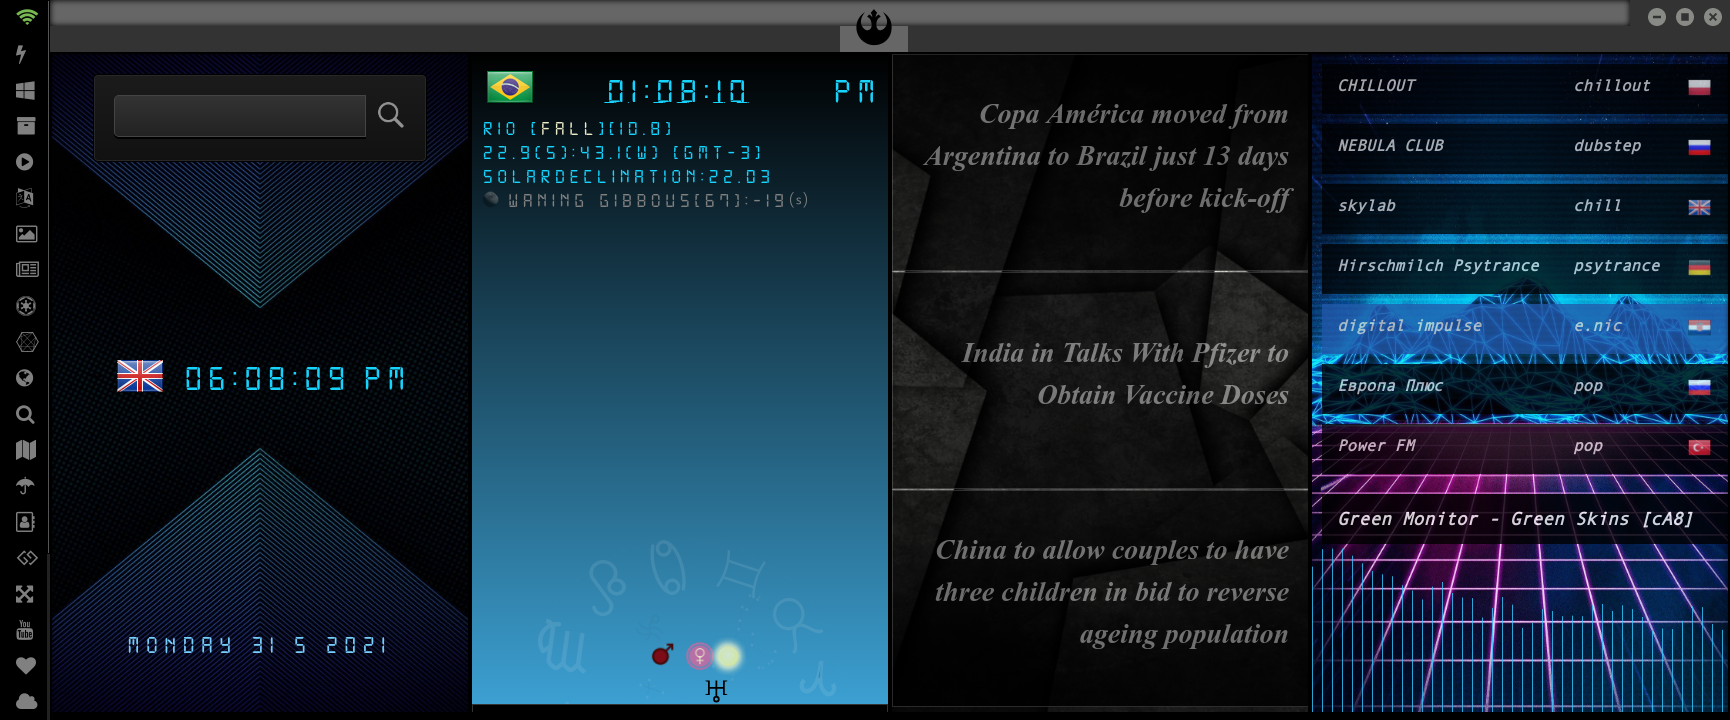 You
Tube
06:08:09 PM
MONDAY 31 5 2021
01:08:10 PM
RIO [FALL][10.8]
22.9(S):43.1(W) [GMT-3]
SOLARDECLINATION:22.03
WANING GIBBOUS[67]:-19(s)
Copa América moved from
Argentina to Brazil just 13 days
before kick-off
India in Talks With Pfizer to
Obtain Vaccine Doses
China to allow couples to have
three children in bid to reverse
ageing population
CHILLOUT chillout
NEBULA CLUB dubstep
skylab chill
Hirschmilch Psytrance psytrance
digital impulse e.nic
Европа Плюс pop
Power FM pop
Green Monitor - Green Skins [cA8]